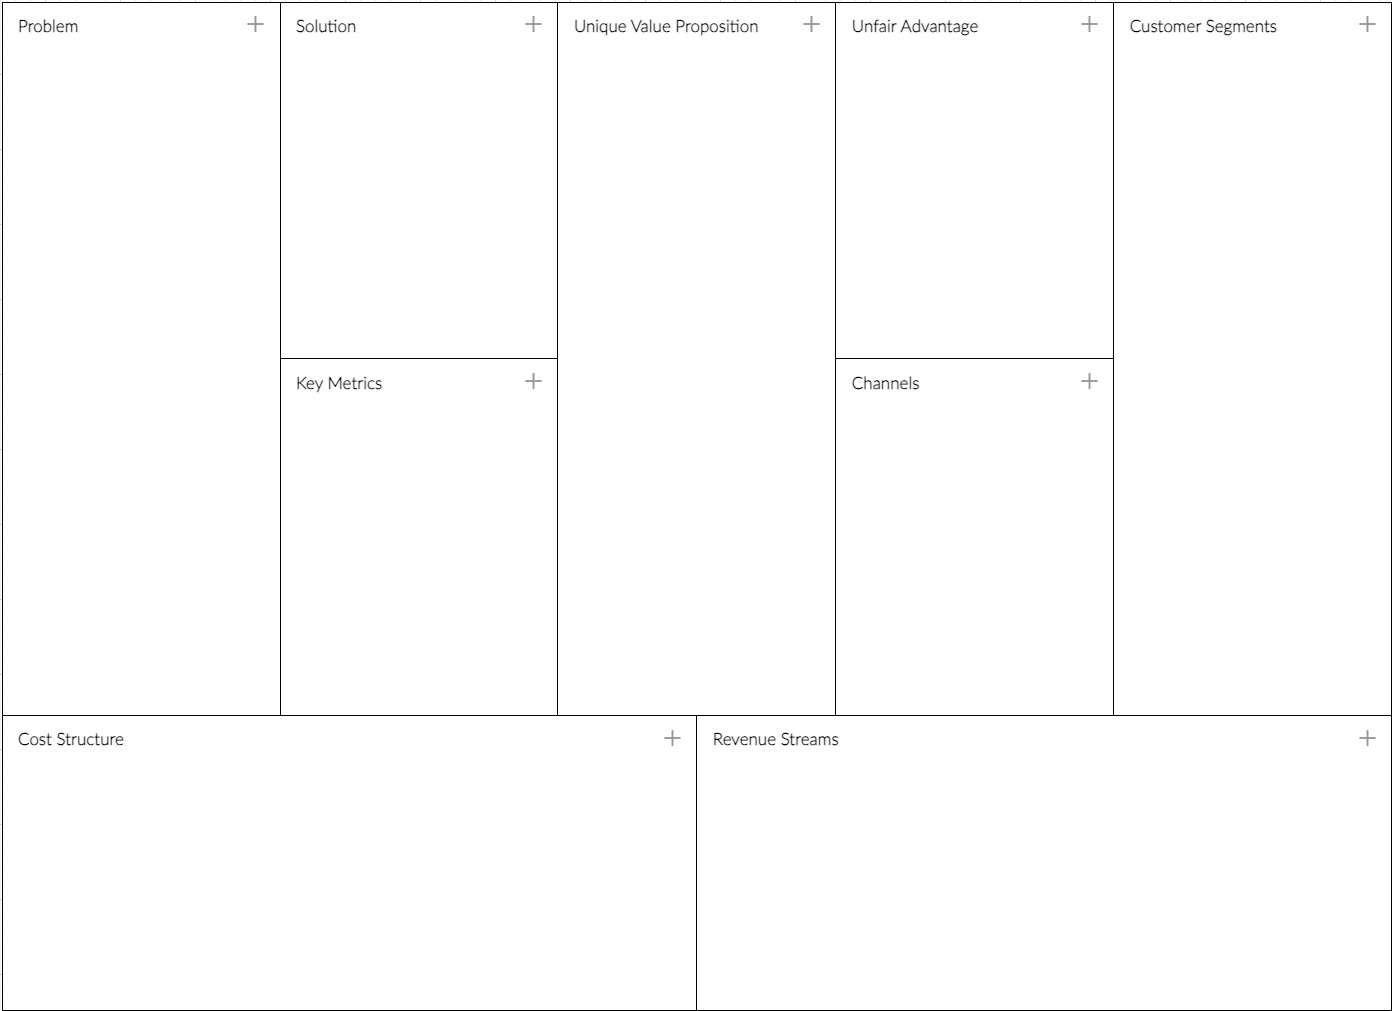 Problem
Solution
Unique Value Proposition
Unfair Advantage
Customer Segments
Key Metrics
Channels
Cost Structure
Revenue Streams